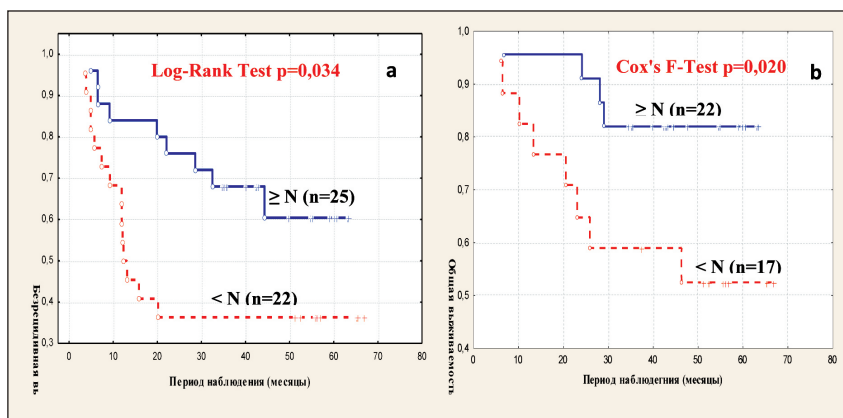 Log-Rank Test p=0,034
a
≥ N (n=25)
< N (n=22)
1,0
0,9
0,8
0,7
0,6
0,5
0,4
0,3
0 10 20 30 40 50 60 70 80
Безрецидивная вь
Период наблюдения (месяцы)
Cox's F-Test p=0,020
b
≥ N (n=22)
< N (n=17)
1,0
0,9
0,8
0,7
0,6
0,5
0,4
0 10 20 30 40 50 60 70 80
Общая выживаемость
Период наблюдегния (месяцы)